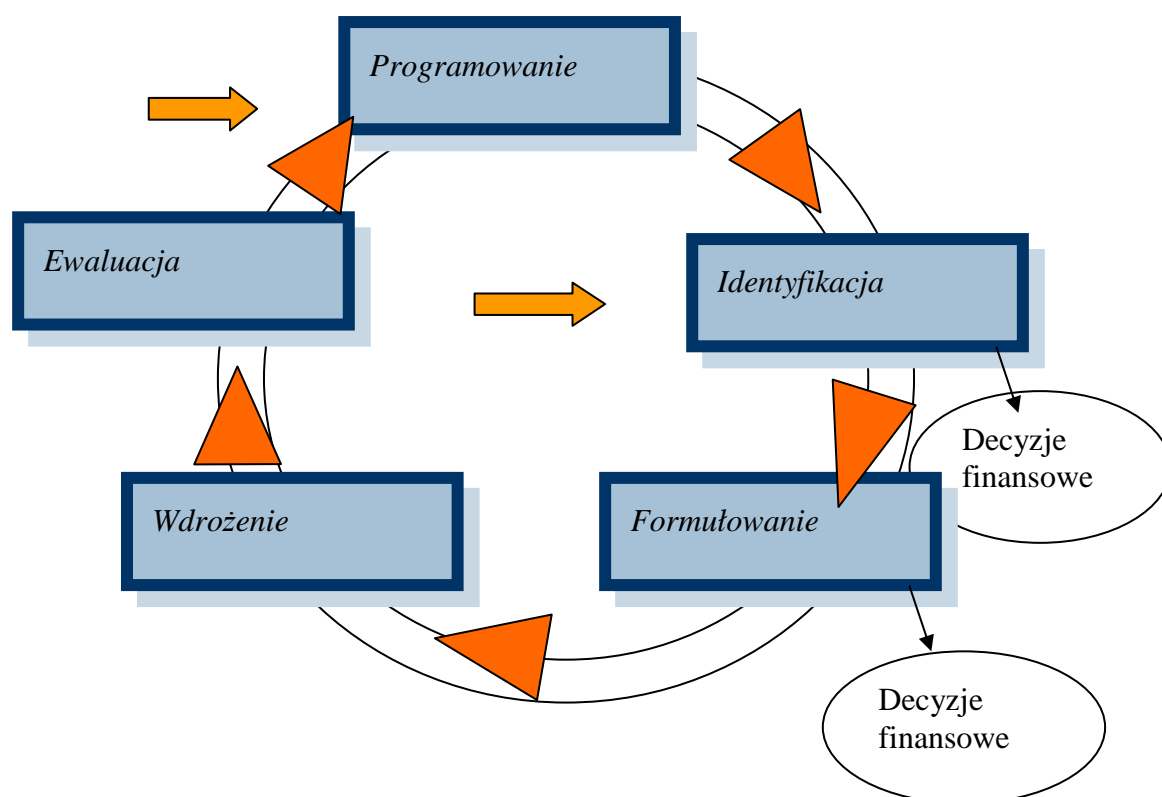 Programowanie
Ewaluacja
Identyfikacja
Decyzje
finansowe
Wdrożenie
Formułowanie
Decyzje
finansowe